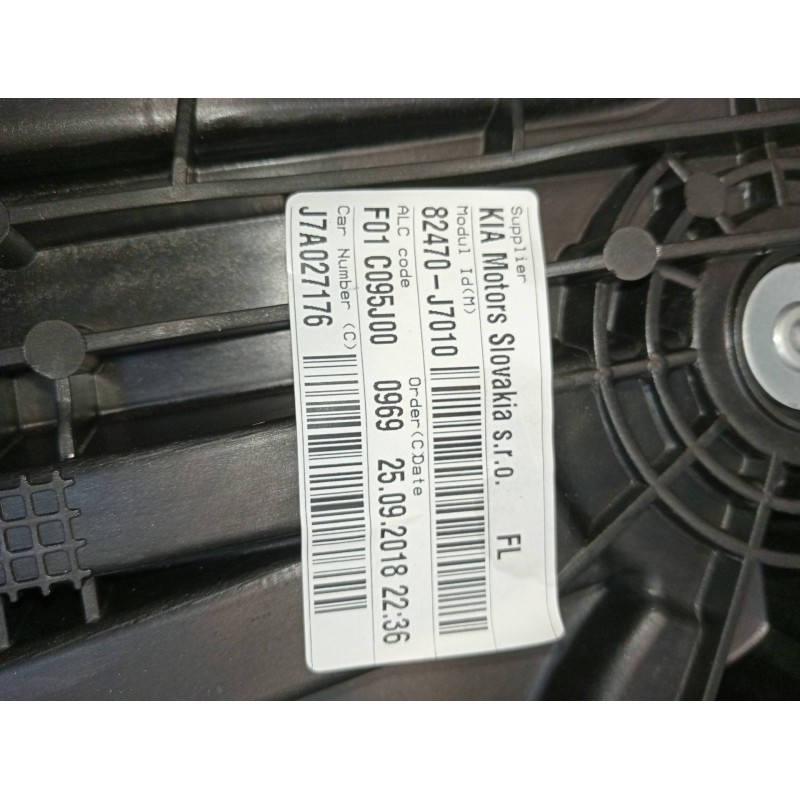 Supplier
KIA Motors Slovakia s.r.o. FL
Modul Id(M)
82470-J7010
ALC code Order(C)Date
F01 C095J00 0969 25.09.2018 22:36
Car Number (C)
J7A027176